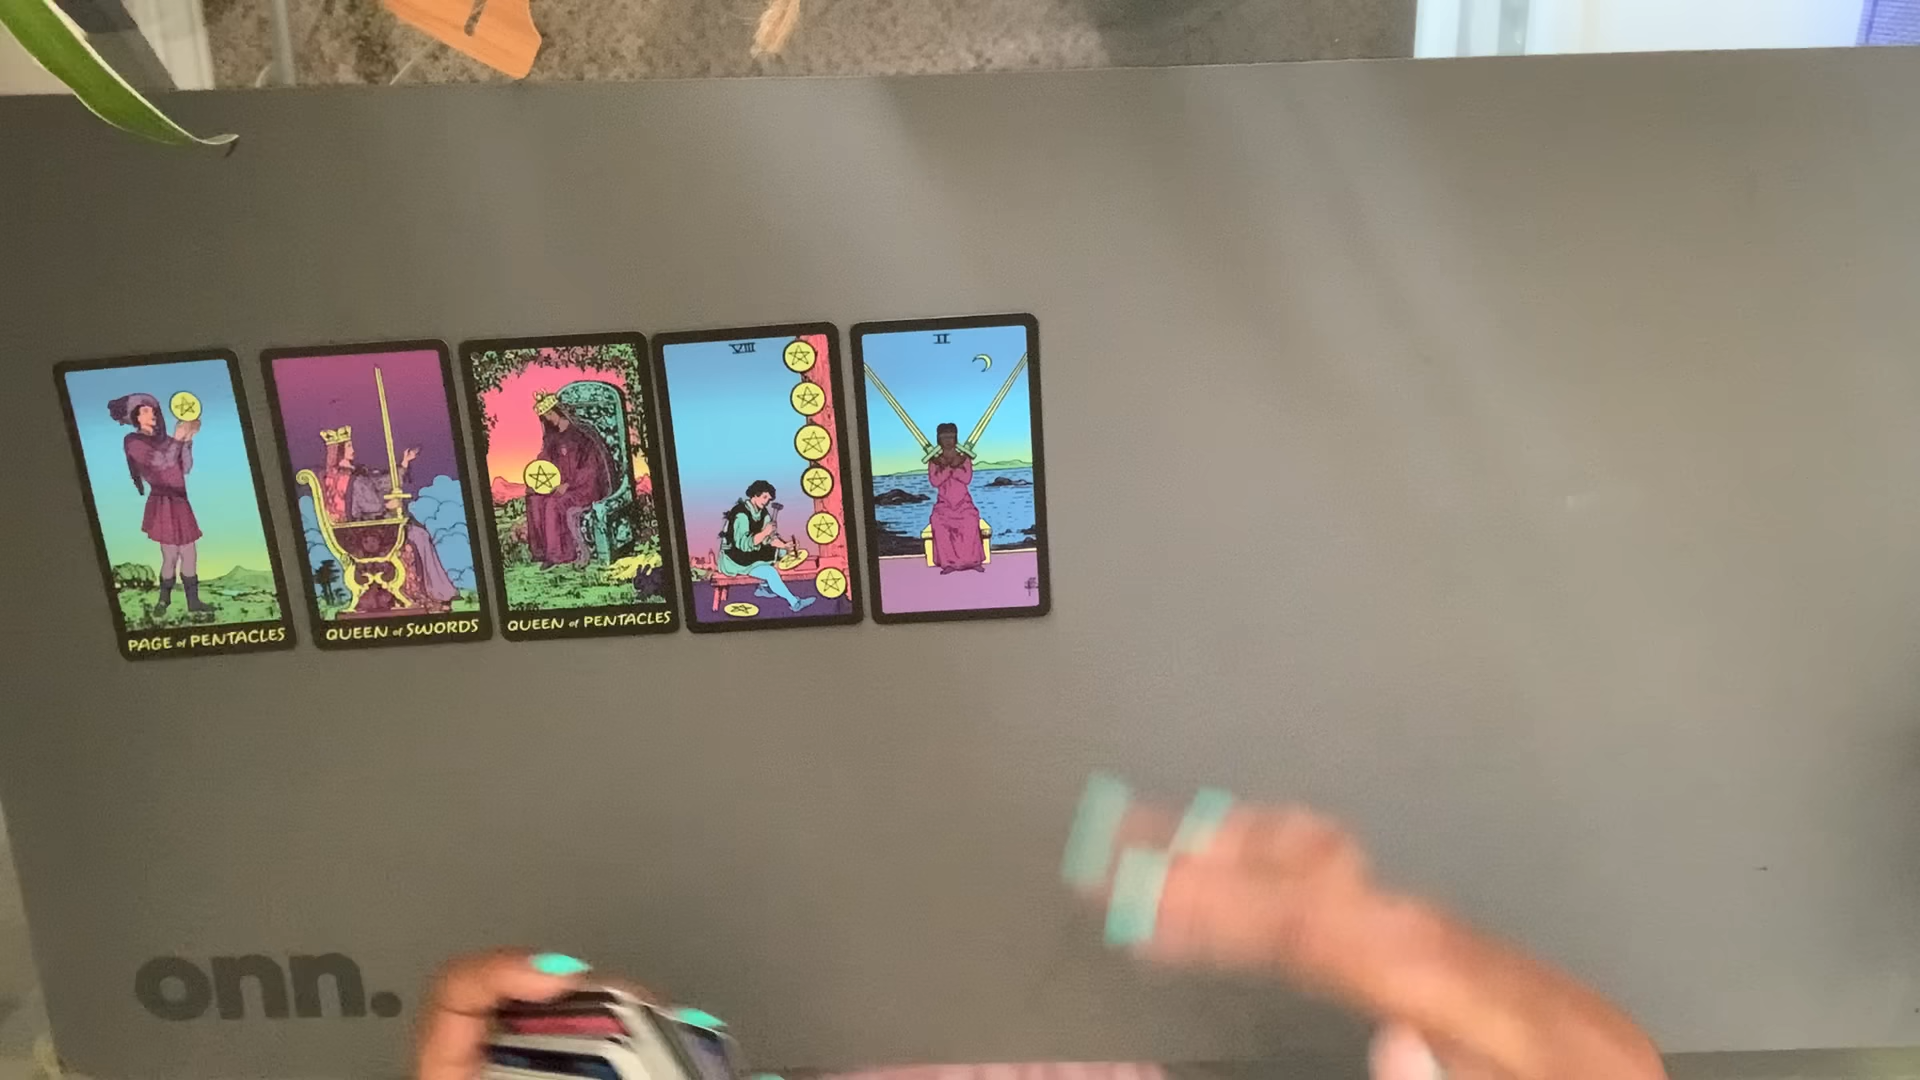 PAGE of PENTACLES
QUEEN of SWORDS
QUEEN of PENTACLES
VIII
II
onn.